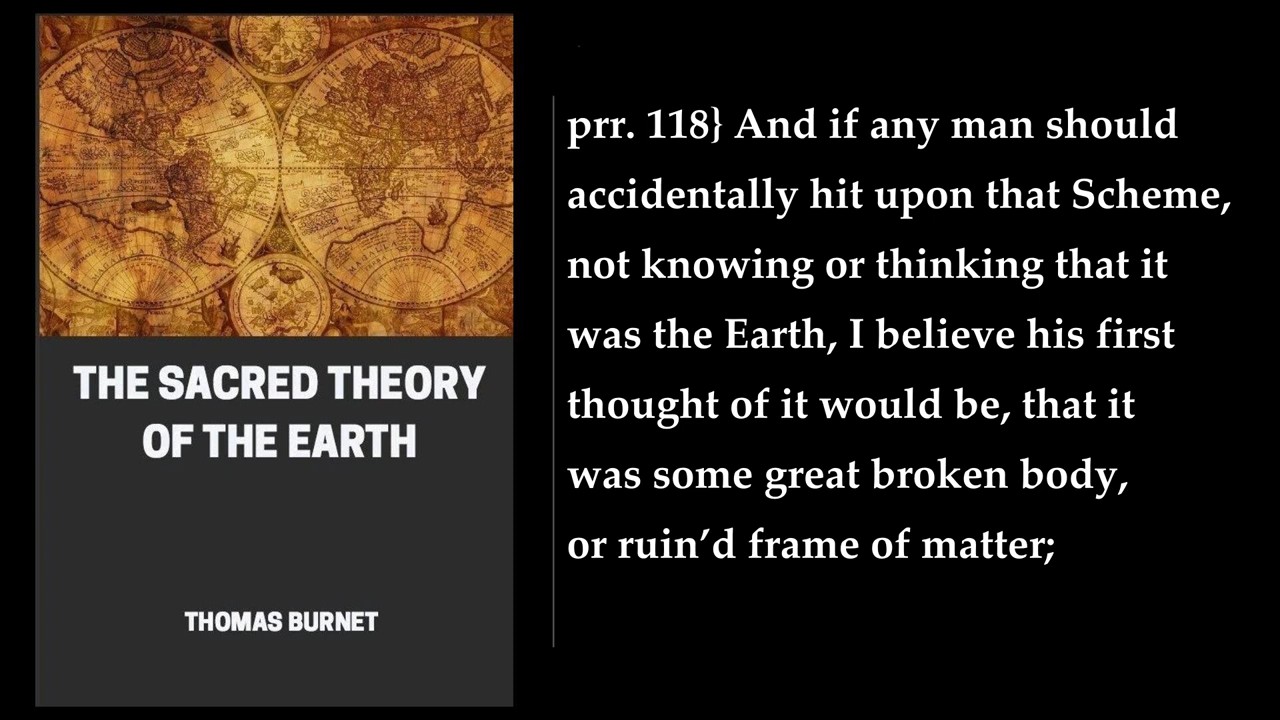 THE SACRED THEORY
OF THE EARTH
THOMAS BURNET
prr. 118} And if any man should
accidentally hit upon that Scheme,
not knowing or thinking that it
was the Earth, I believe his first
thought of it would be, that it
was some great broken body,
or ruin’d frame of matter;